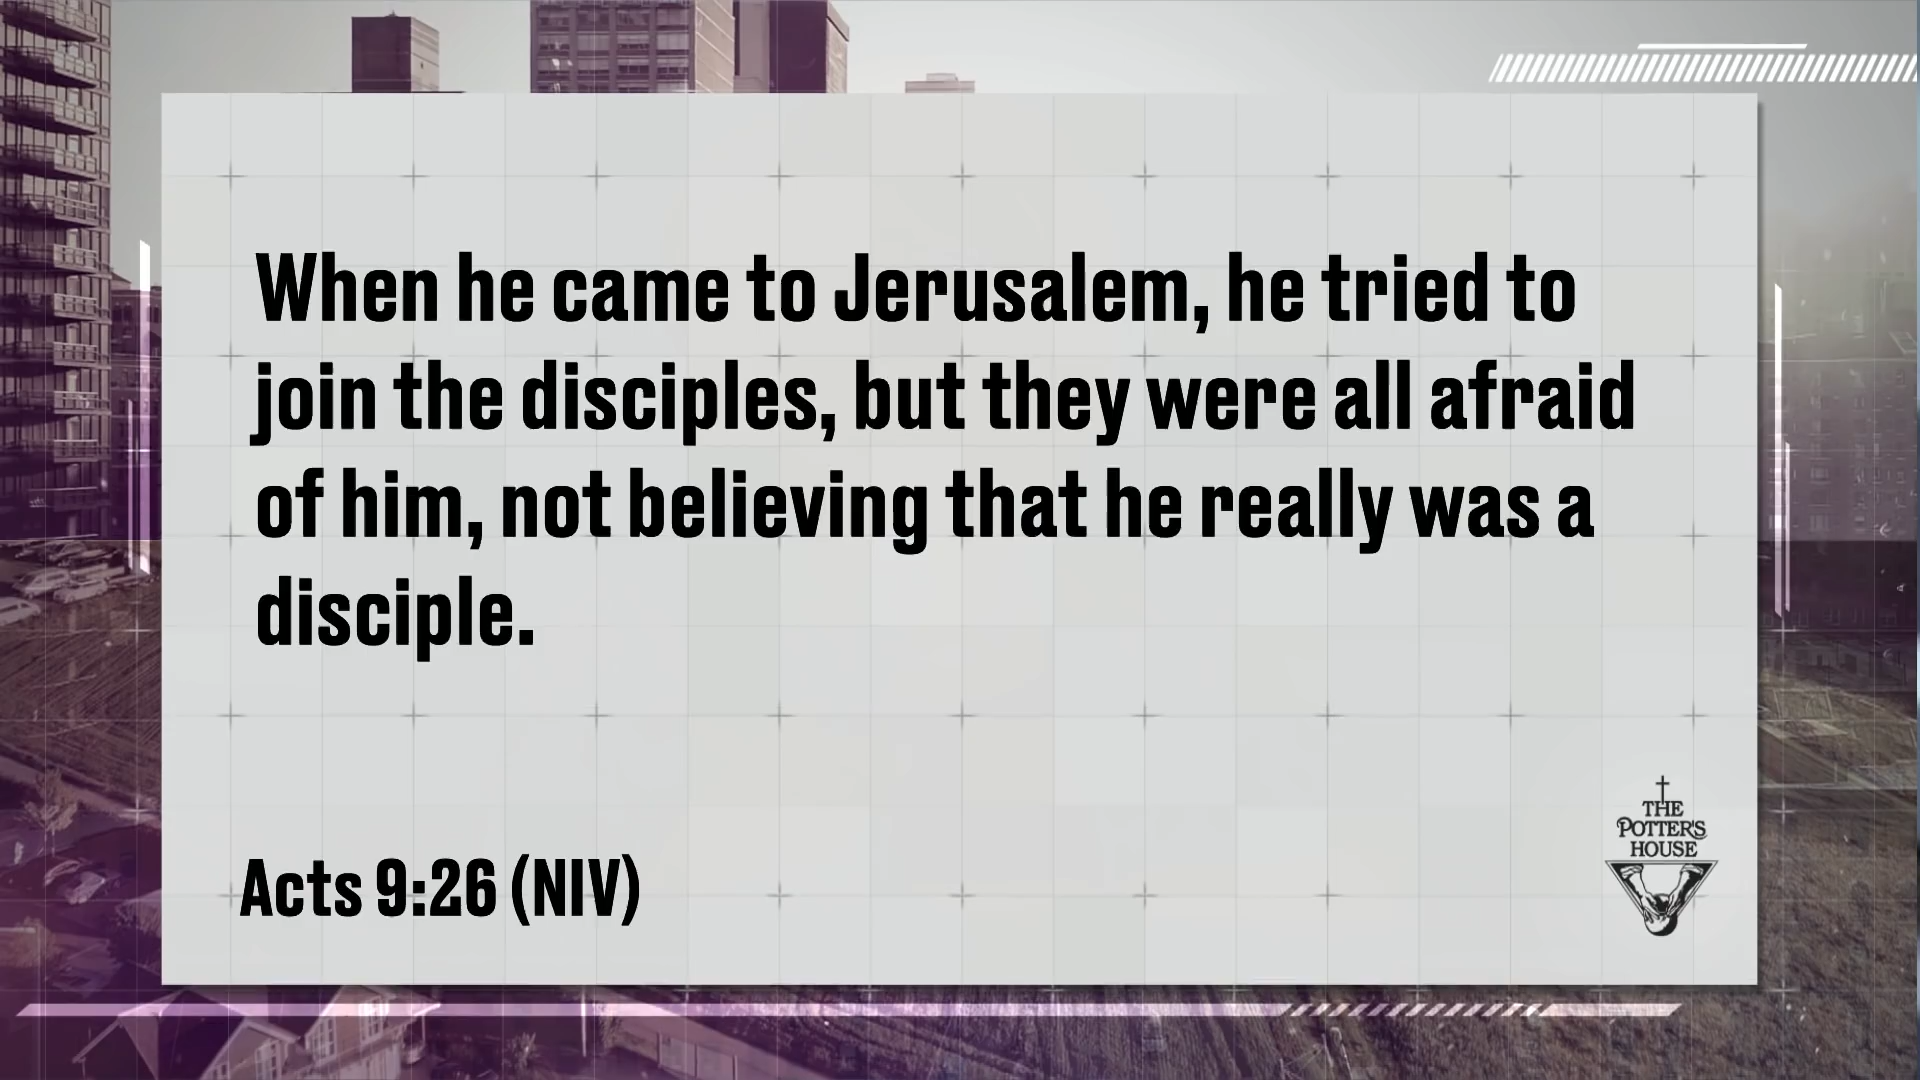 When he came to Jerusalem, he tried to
join the disciples, but they were all afraid
of him, not believing that he really was a
disciple.
Acts 9:26 (NIV)
THE
POTTER'S
HOUSE